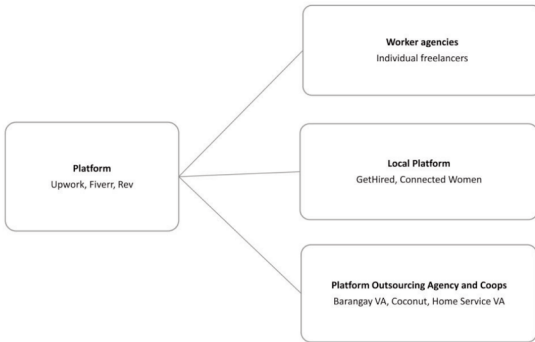 Worker agencies
Individual freelancers
Platform
Upwork, Fiverr, Rev
Local Platform
GetHired, Connected Women
Platform Outsourcing Agency and Coops
Barangay VA, Coconut, Home Service VA